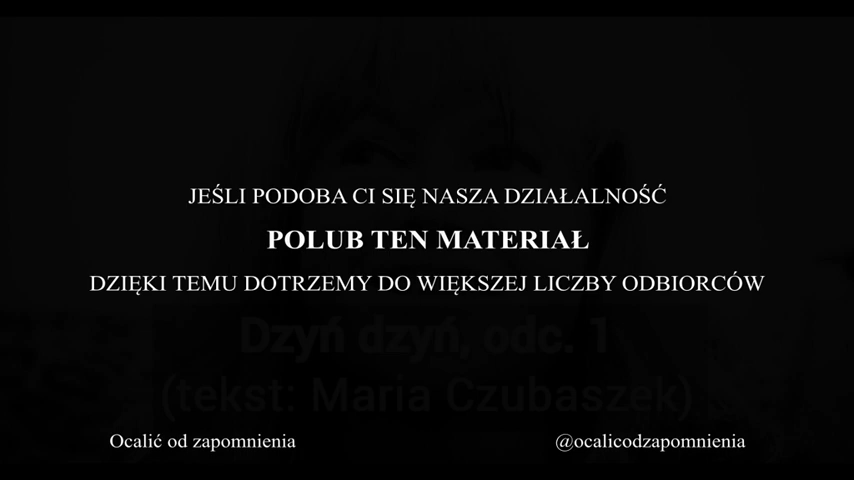 JEŚLI PODOBA CI SIĘ NASZA DZIAŁALNOŚĆ
POLUB TEN MATERIAŁ
DZIĘKI TEMU DOTRZEMY DO WIĘKSZEJ LICZBY ODBIORCÓW
Dzyń dzyń, odc. 1
(tekst: Maria Czubaszek)
Ocalić od zapomnienia @ocalicodzapomnienia